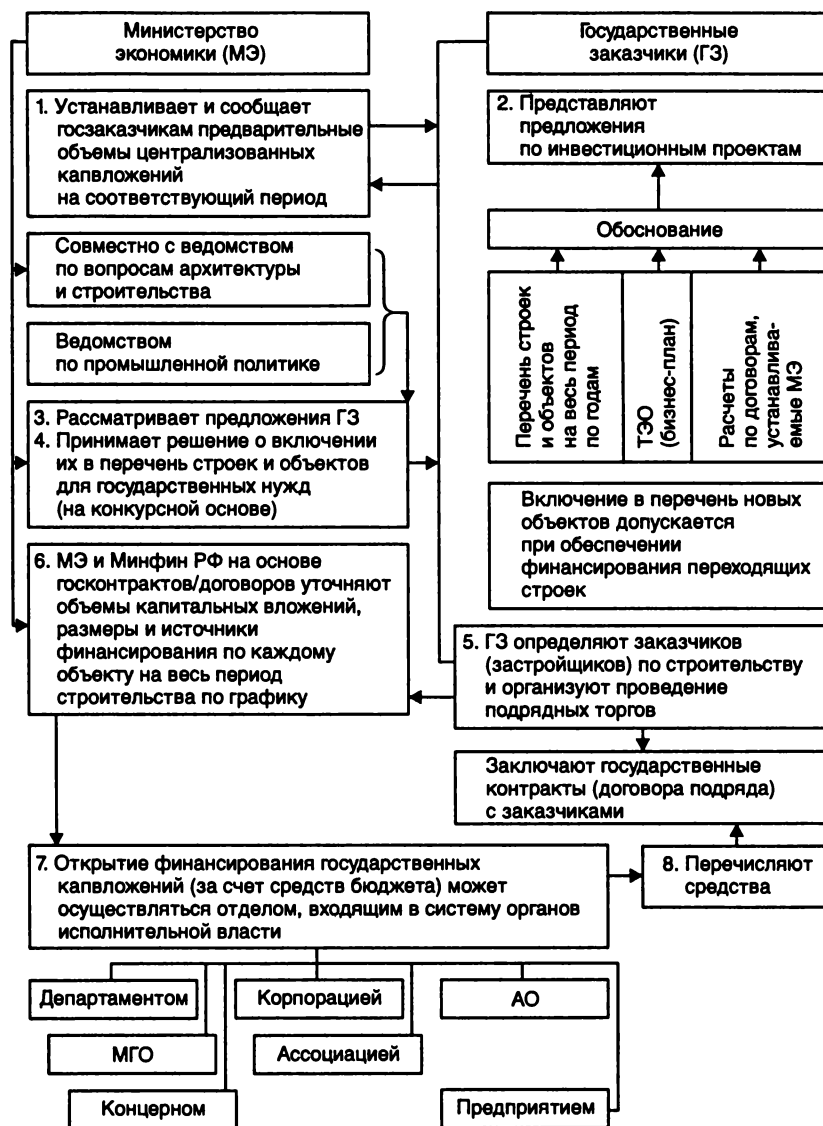 Министерство
экономики (МЭ)
Государственные
заказчики (ГЗ)
1. Устанавливает и сообщает
госзаказчикам предварительные
объемы централизованных
капвложений
на соответствующий период
2. Представляют
предложения
по инвестиционным проектам
Обоснование
Совместно с ведомством
по вопросам архитектуры
и строительства
Ведомством
по промышленной политике
Перечень строек
и объектов
на весь период
по годам
ТЭО
(бизнес-план)
Расчеты
по договорам,
устанавлива-
емые МЭ
3. Рассматривает предложения ГЗ
4. Принимает решение о включении
их в перечень строек и объектов
для государственных нужд
(на конкурсной основе)
Включение в перечень новых
объектов допускается
при обеспечении
финансирования переходящих
строек
6. МЭ и Минфин РФ на основе
госконтрактов/договоров уточняют
объемы капитальных вложений,
размеры и источники
финансирования по каждому
объекту на весь период
строительства по графику
5. ГЗ определяют заказчиков
(застройщиков) по строительству
и организуют проведение
подрядных торгов
Заключают государственные
контракты (договора подряда)
с заказчиками
7. Открытие финансирования государственных
капвложений (за счет средств бюджета) может
осуществляться отделом, входящим в систему органов
исполнительной власти
8. Перечисляют
средства
Департаментом
Корпорацией
АО
МГО
Ассоциацией
Концерном
Предприятием